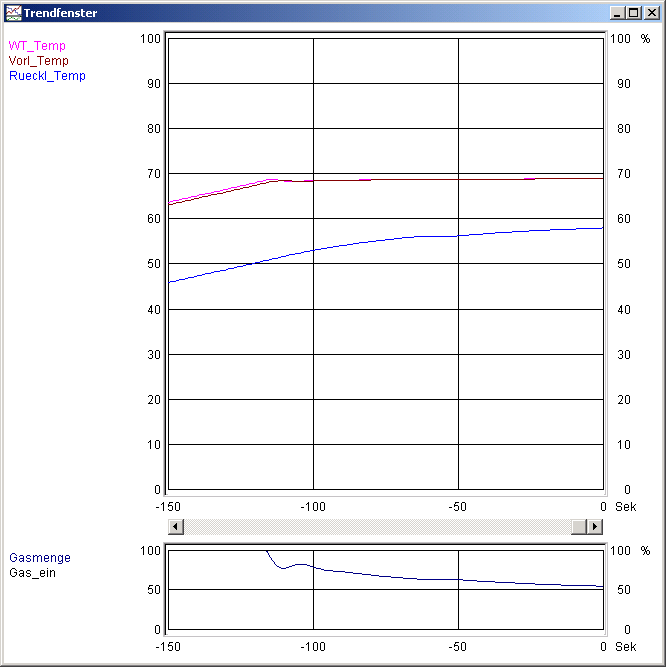 Trendfenster
WT_Temp
Vorl_Temp
Rueckl_Temp
100 100 %
90 90
80 80
70 70
60 60
50 50
40 40
30 30
20 20
10 10
0 0
-150 -100 -50 0 Sek
Gasmenge
Gas_ein
100 100 %
50 50
0 0
-150 -100 -50 0 Sek